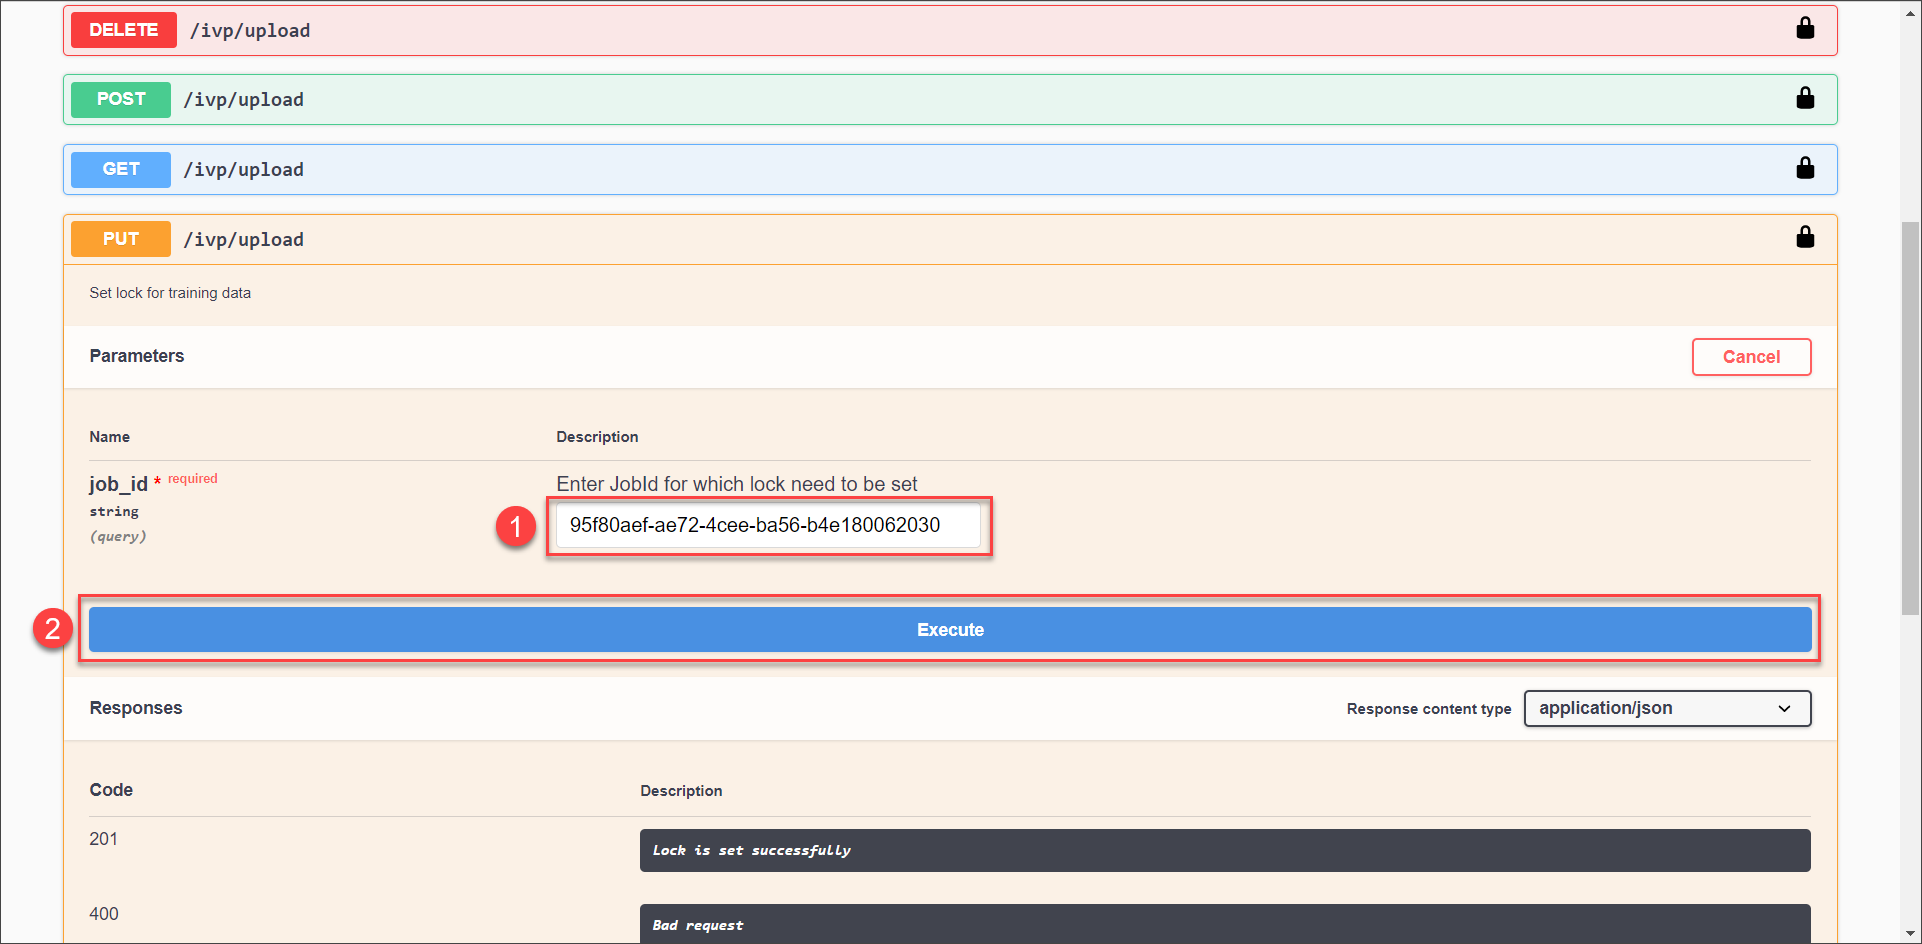 DELETE /ivp/upload
POST /ivp/upload
GET /ivp/upload
PUT /ivp/upload
Set lock for training data
Parameters Cancel
Name Description
job_id * required Enter JobId for which lock need to be set
string
(query)
1 95f80aef-ae72-4cee-ba56-b4e180062030
2 Execute
Responses Response content type application/json
Code Description
201 Lock is set successfully
400 Bad request